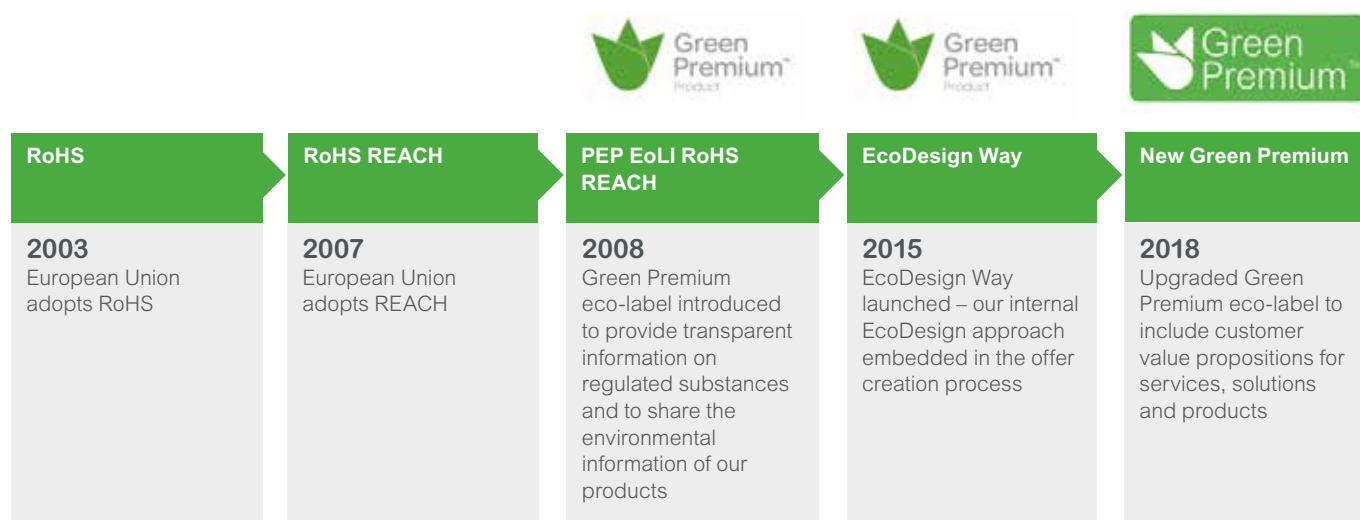 Green
Premium™
Product
Green
Premium™
Product
Green
Premium™
RoHS
2003
European Union
adopts RoHS
RoHS REACH
2007
European Union
adopts REACH
PEP EoLI RoHS
REACH
2008
Green Premium
eco-label introduced
to provide transparent
information on
regulated substances
and to share the
environmental
information of our
products
EcoDesign Way
2015
EcoDesign Way
launched – our internal
EcoDesign approach
embedded in the offer
creation process
New Green Premium
2018
Upgraded Green
Premium eco-label to
include customer
value propositions for
services, solutions
and products